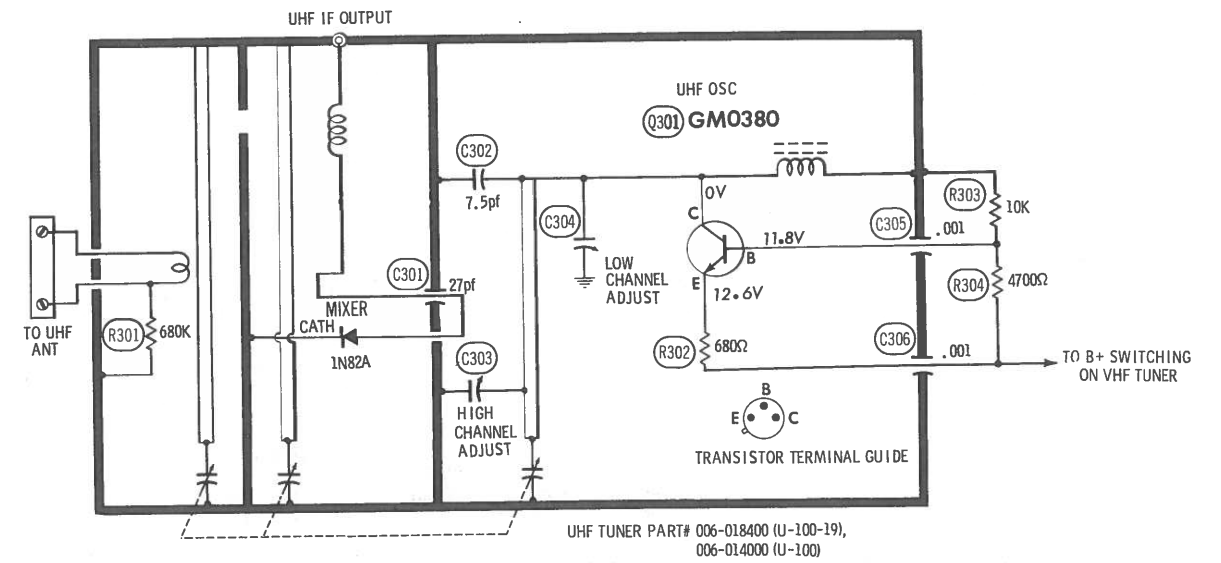 UHF IF OUTPUT
UHF OSC
Q301 GM0380
C302
7.5pf
0V
C
B
E
11.8V
12.6V
C304
LOW
CHANNEL
ADJUST
C305
.001
R303
10K
R304
4700Ω
C301
27pf
MIXER
CATH
1N82A
TO UHF
ANT
R301
680K
C303
HIGH
CHANNEL
ADJUST
R302
680Ω
C306
.001
TO B+ SWITCHING
ON VHF TUNER
B
E C
TRANSISTOR TERMINAL GUIDE
UHF TUNER PART# 006-018400 (U-100-19),
006-014000 (U-100)